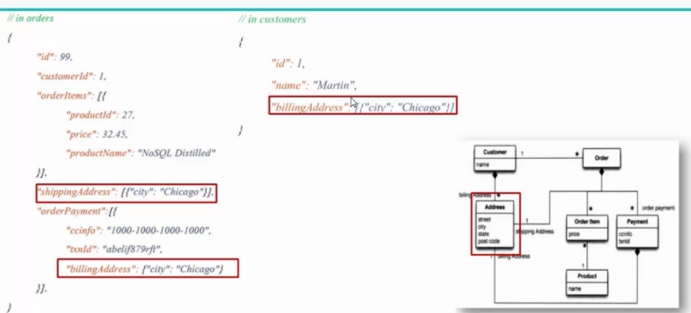 // in orders
{
"id": 99,
"customerId": 1,
"orderItems": [{
"productId": 27,
"price": 32.45,
"productName": "NoSQL Distilled"
}],
"shippingAddress": [{"city": "Chicago"}],
"orderPayment":[{
"ccinfo": "1000-1000-1000-1000",
"txnId": "abelif879rft",
"billingAddress": {"city": "Chicago"}
}],
}
// in customers
{
"id": 1,
"name": "Martin",
"billingAddress": [{"city": "Chicago"}]
}
Customer
name
1
*
Order
billing Address
*
Address
street
city
state
post code
1
shipping Address
1
billing Address
*
Order Item
price
*
1
Product
name
*
order payment
Payment
ccinfo
txnId